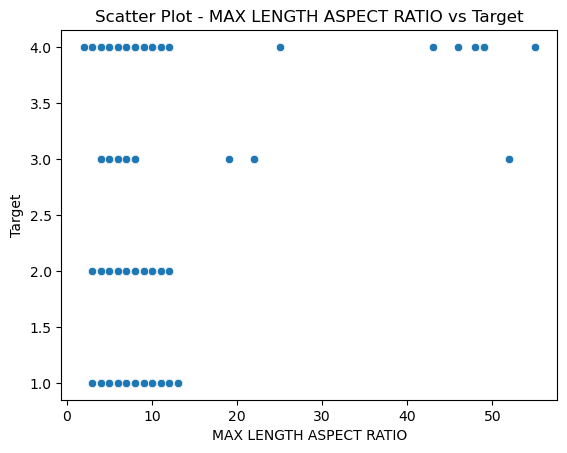 Scatter Plot - MAX LENGTH ASPECT RATIO vs Target
4.0
3.5
3.0
2.5
2.0
1.5
1.0
Target
0 10 20 30 40 50
MAX LENGTH ASPECT RATIO